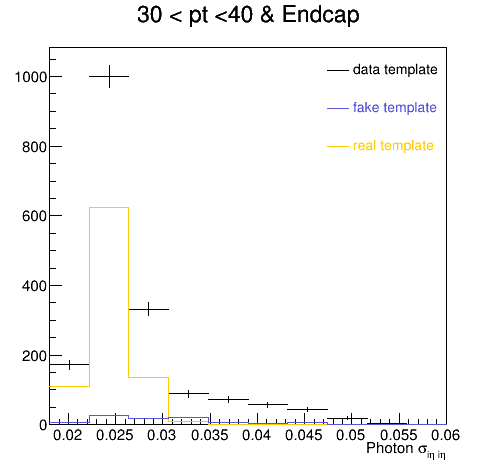 30 < pt <40 & Endcap
data template
fake template
real template
1000
800
600
400
200
0
0.02 0.025 0.03 0.035 0.04 0.045 0.05 0.055 0.06
Photon σiη iη